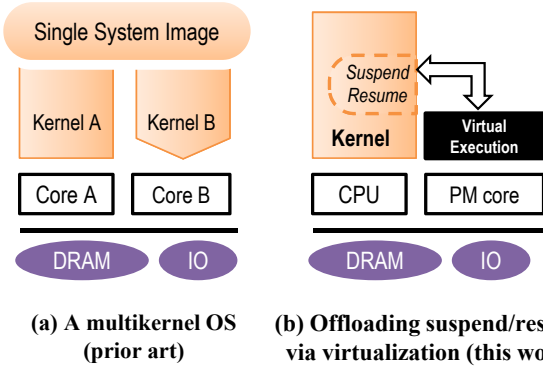 Single System Image
Kernel A
Kernel B
Core A
Core B
DRAM
IO
(a) A multikernel OS
(prior art)
Suspend
Resume
Kernel
Virtual
Execution
CPU
PM core
DRAM
IO
(b) Offloading suspend/res
via virtualization (this wo